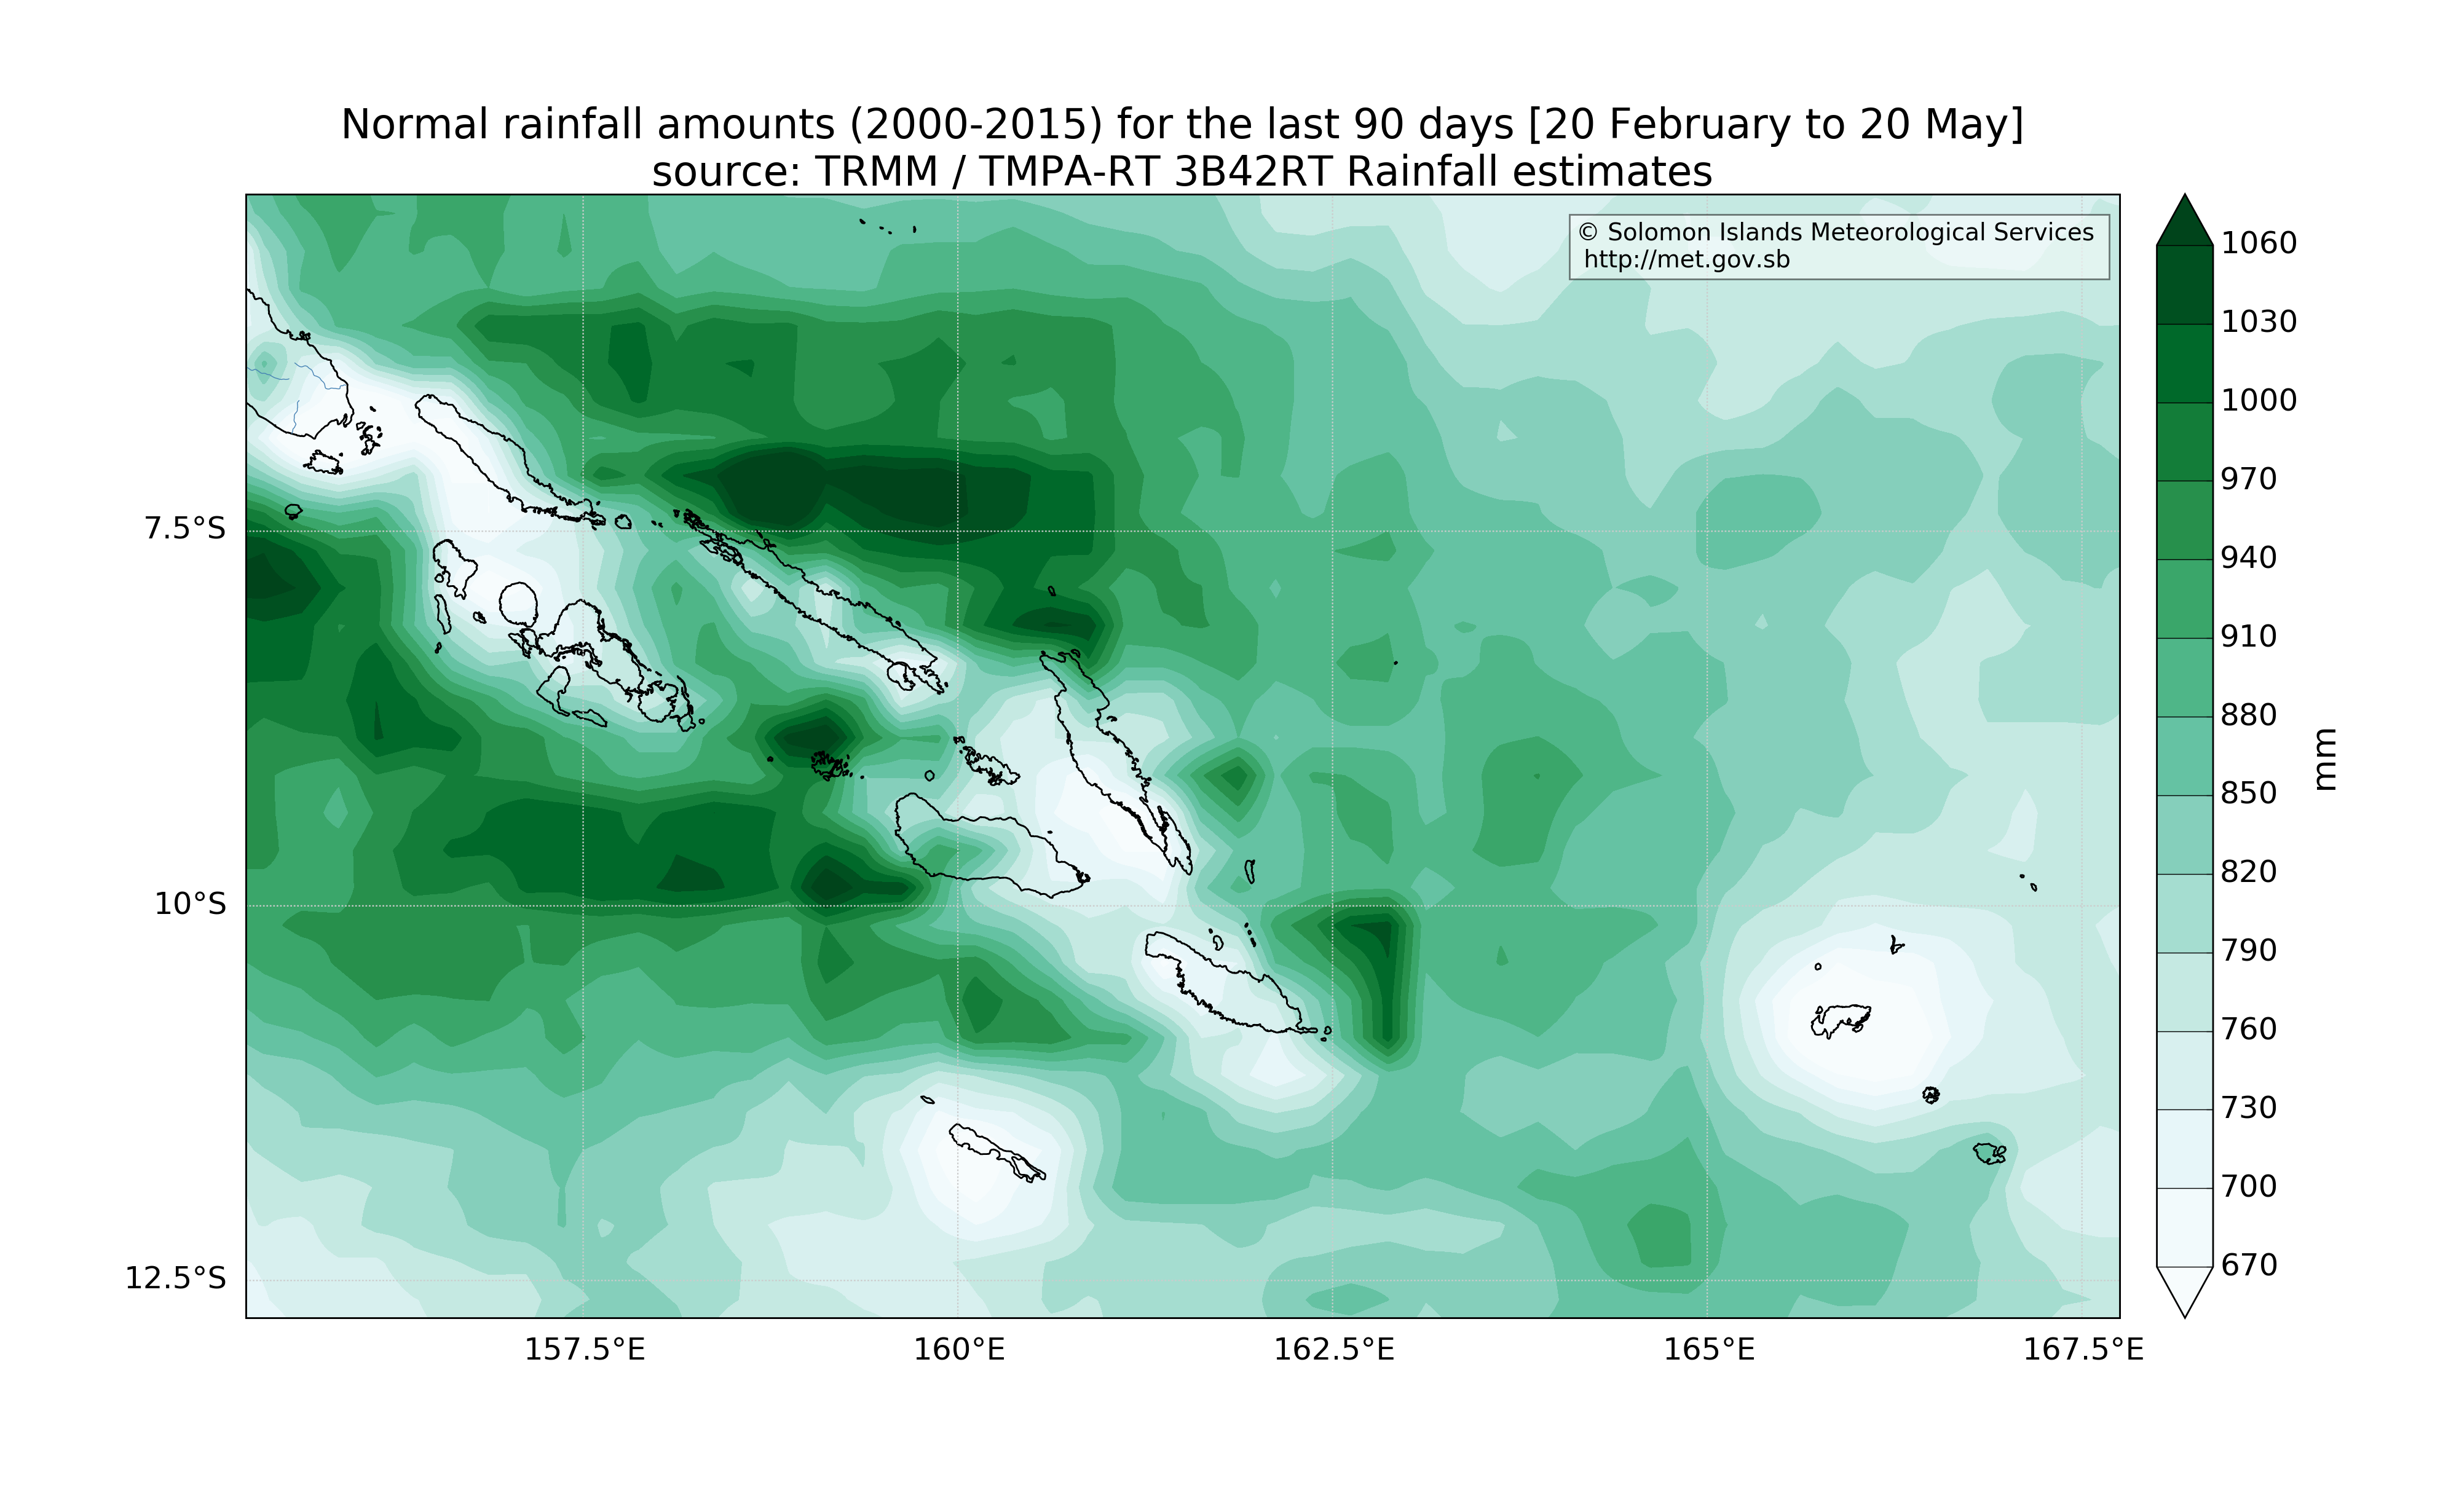 Normal rainfall amounts (2000-2015) for the last 90 days [20 February to 20 May]
source: TRMM / TMPA-RT 3B42RT Rainfall estimates
© Solomon Islands Meteorological Services
http://met.gov.sb
7.5°S
10°S
12.5°S
157.5°E
160°E
162.5°E
165°E
167.5°E
1060
1030
1000
970
940
910
880
850
820
790
760
730
700
670
mm